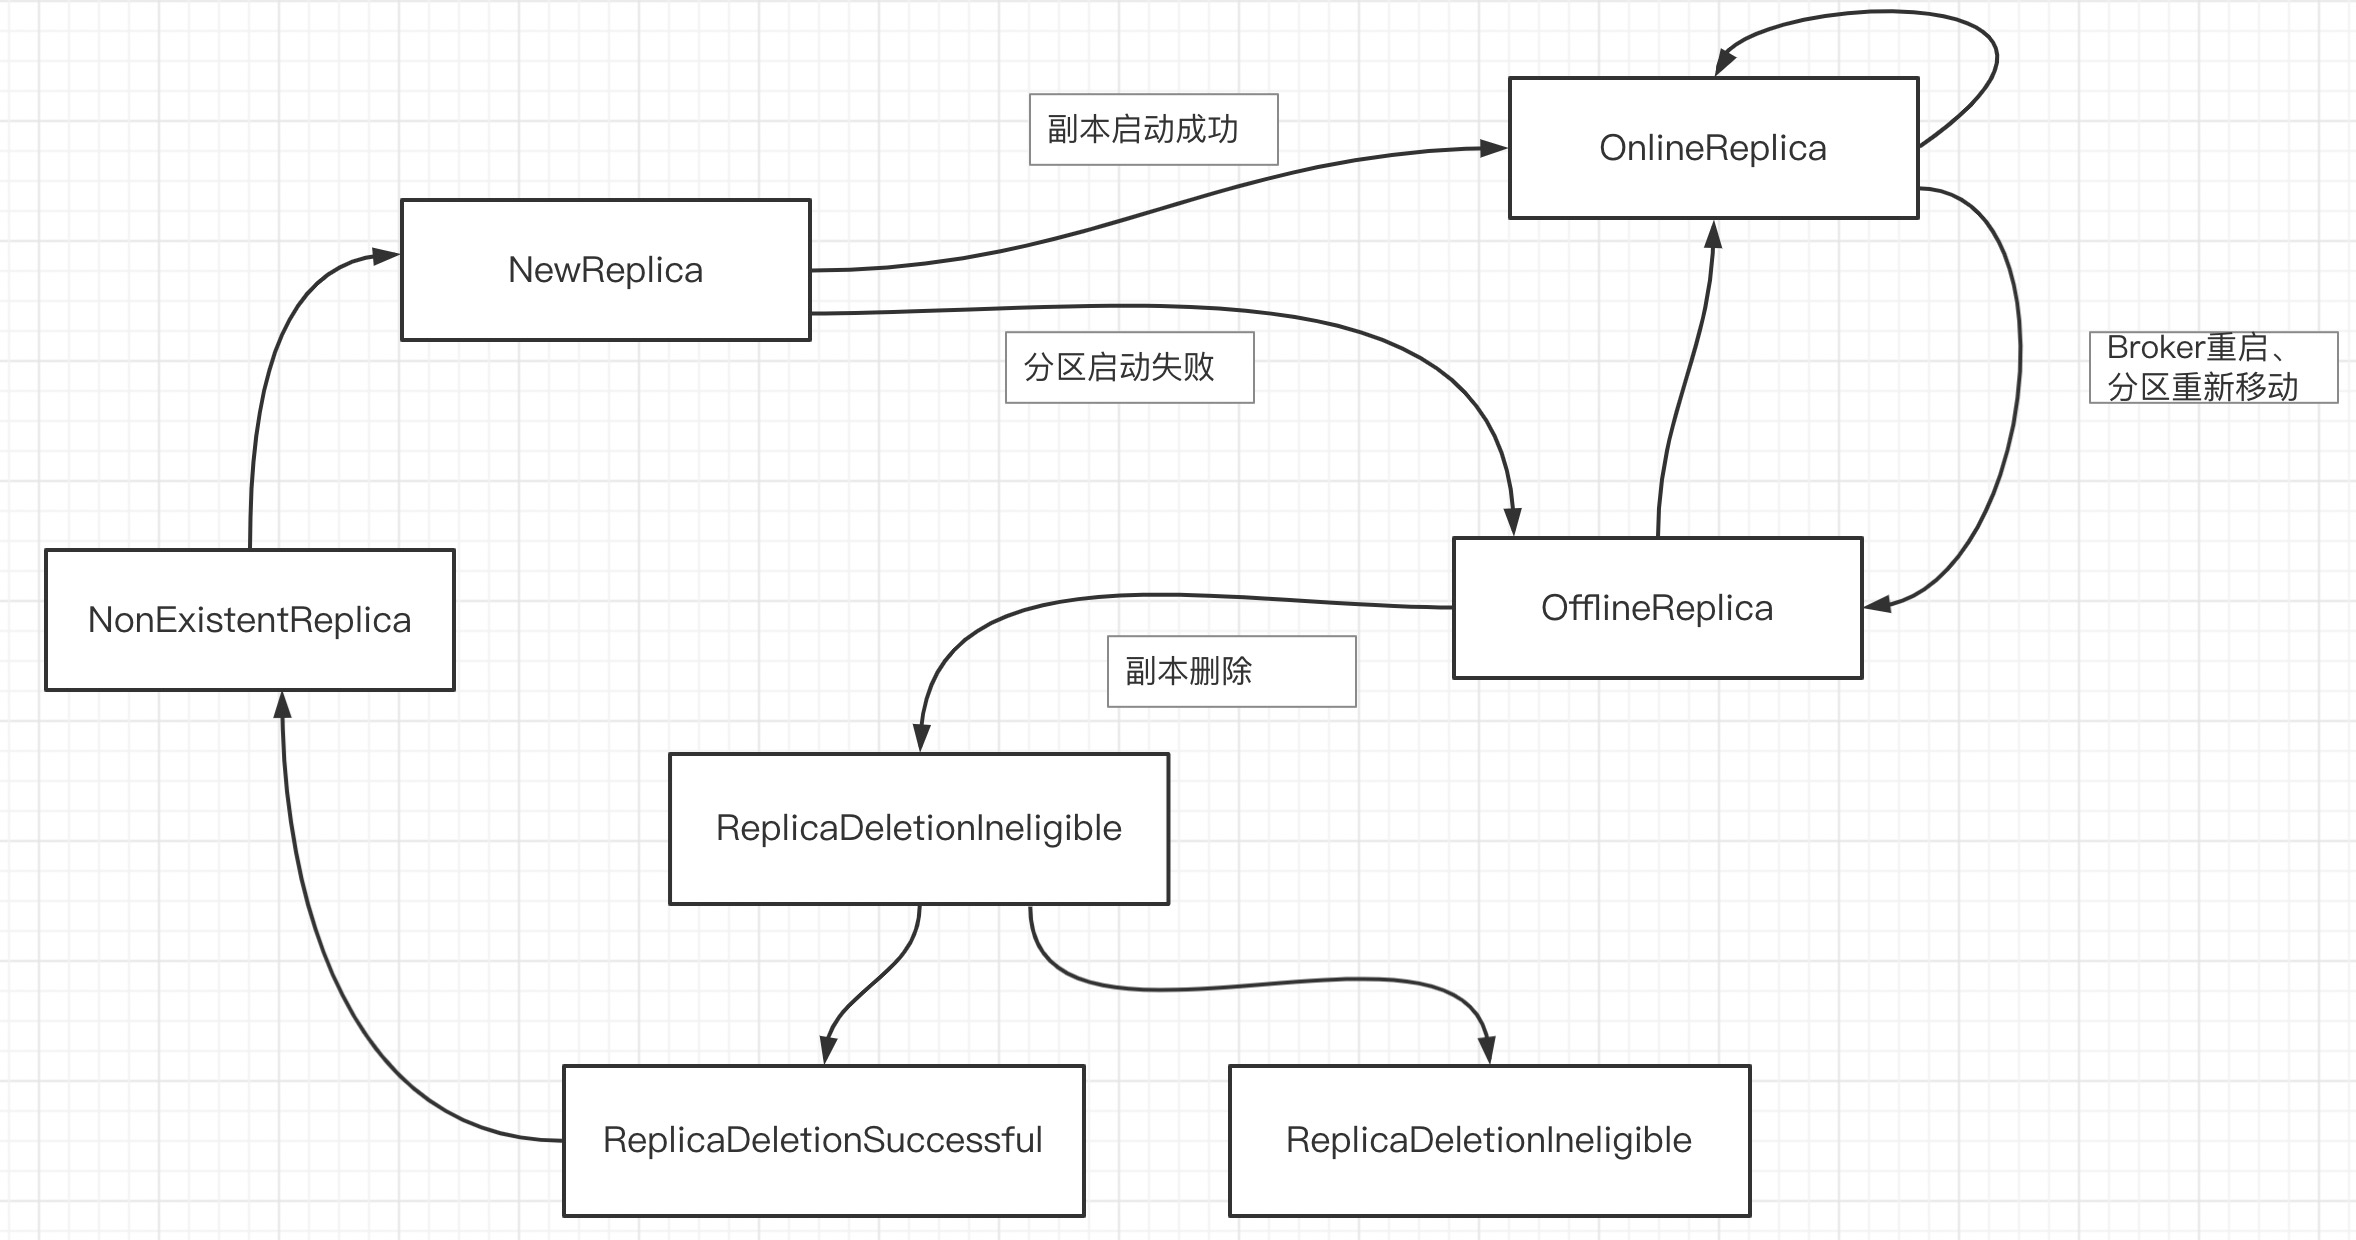 副本启动成功
OnlineReplica
NewReplica
分区启动失败
Broker重启、
分区重新移动
NonExistentReplica
OfflineReplica
副本删除
ReplicaDeletionIneligible
ReplicaDeletionSuccessful
ReplicaDeletionIneligible